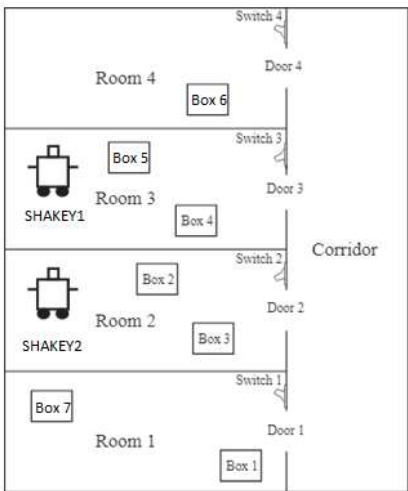 Switch 4
Door 4
Room 4
Box 6
Switch 3
Box 5
Door 3
Room 3
SHAKEY1
Box 4
Corridor
Switch 2
Box 2
Door 2
Room 2
Box 3
SHAKEY2
Switch 1
Box 7
Door 1
Room 1
Box 1